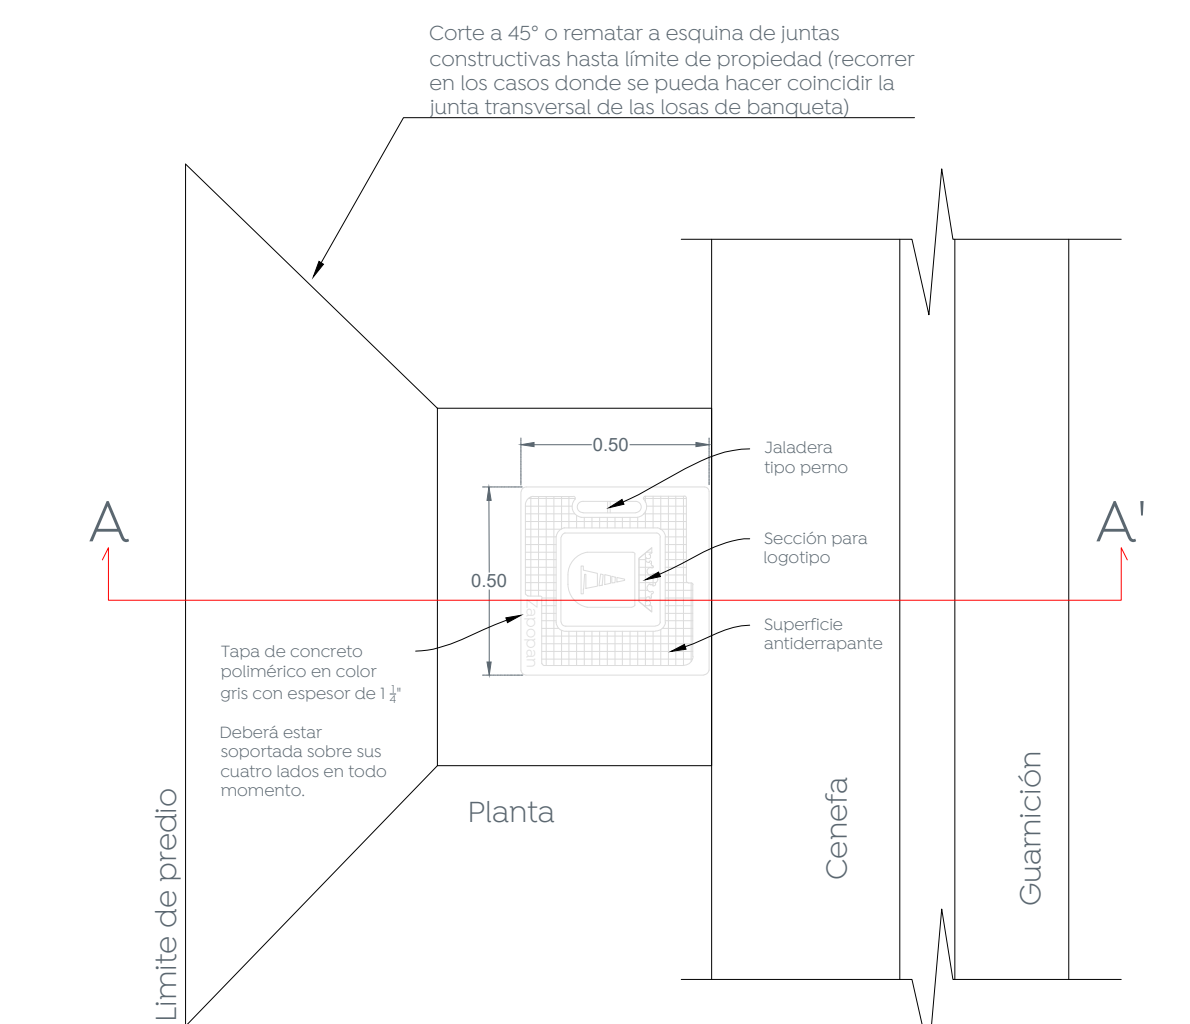 Corte a 45° o rematar a esquina de juntas
constructivas hasta límite de propiedad (recorrer
en los casos donde se pueda hacer coincidir la
junta transversal de las losas de banqueta)
0.50
Jaladera
tipo perno
A
A'
Sección para
logotipo
0.50
Zapopan
Superficie
antiderrapante
Tapa de concreto
polimérico en color
gris con espesor de 1 1/4"
Deberá estar
soportada sobre sus
cuatro lados en todo
momento.
Planta
Limite de predio
Cenefa
Guarnición